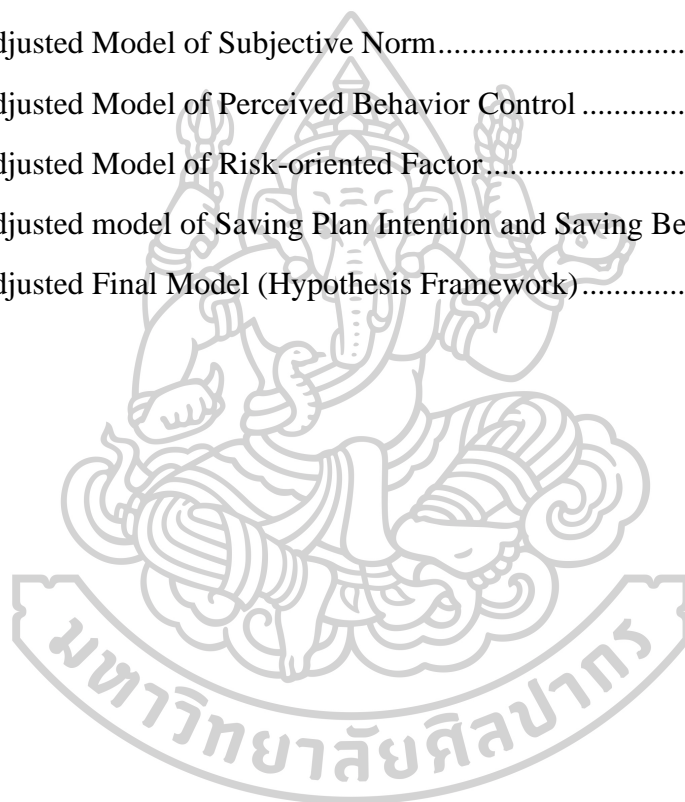 djusted Model of Subjective Norm............................
djusted Model of Perceived Behavior Control ............
djusted Model of Risk-oriented Factor.......................
djusted model of Saving Plan Intention and Saving Be
djusted Final Model (Hypothesis Framework).............
มหาวิทยาลัยศิลปากร